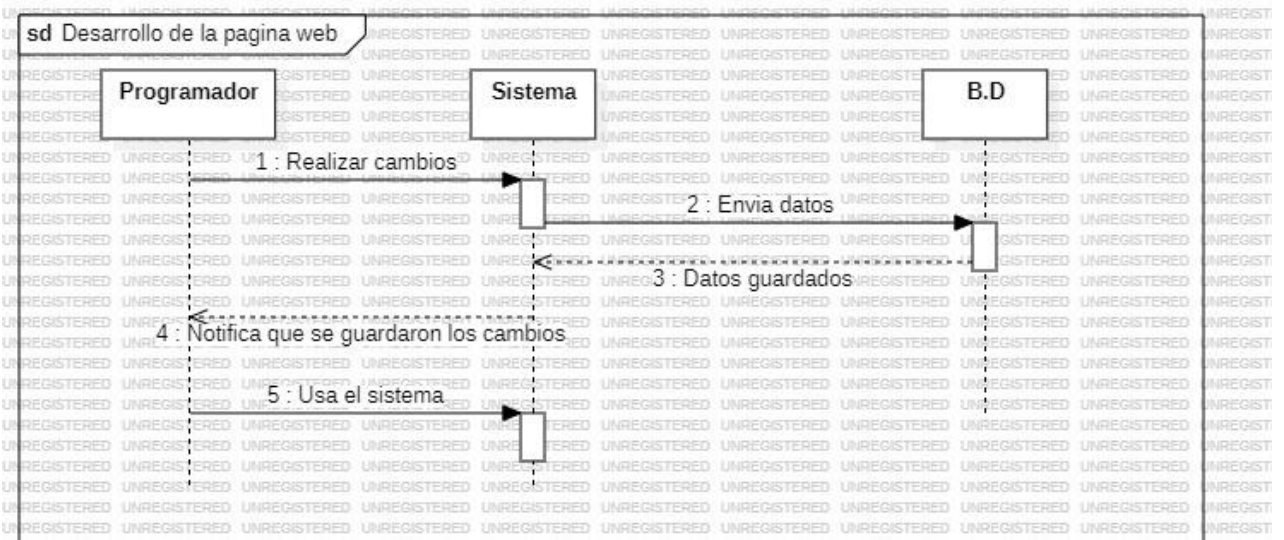 sd Desarrollo de la pagina web
Programador
Sistema
B.D
1 : Realizar cambios
2 : Envia datos
3 : Datos guardados
4 : Notifica que se guardaron los cambios
5 : Usa el sistema
UNREGISTERED